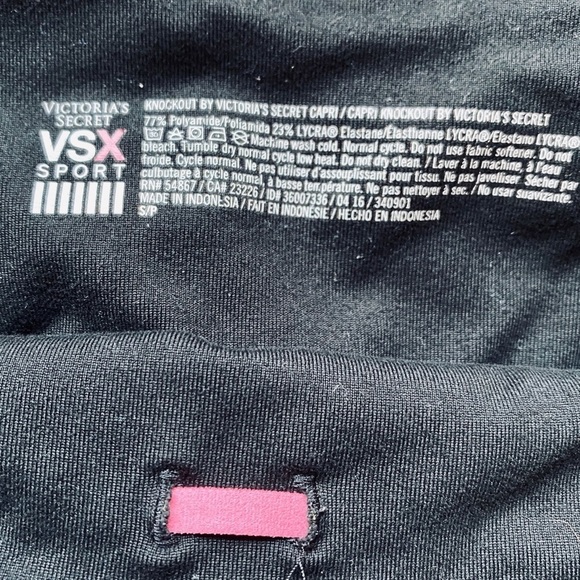 VICTORIA'S
SECRET
VSX
SPORT
KNOCKOUT BY VICTORIA'S SECRET CAPRI / CAPRI KNOCKOUT BY VICTORIA'S SECRET
77% Polyamide/Poliamida 23% LYCRA® Elastane/Élasthanne LYCRA®/Elastano LYCRA®
Machine wash cold. Normal cycle. Do not use fabric softener. Do not
bleach. Tumble dry normal cycle low heat. Do not dry clean. / Laver à la machine, à l'eau
froide. Cycle normal. Ne pas utiliser d'assouplissant pour tissu. Ne pas javelliser. Sécher par
culbutage à cycle normal, à basse température. Ne pas nettoyer à sec. / No usar suavizante.
RN# 54867 / CA# 23226 / ID# 36007336 / 04 16 / 340901
MADE IN INDONESIA / FAIT EN INDONÉSIE / HECHO EN INDONESIA
S/P